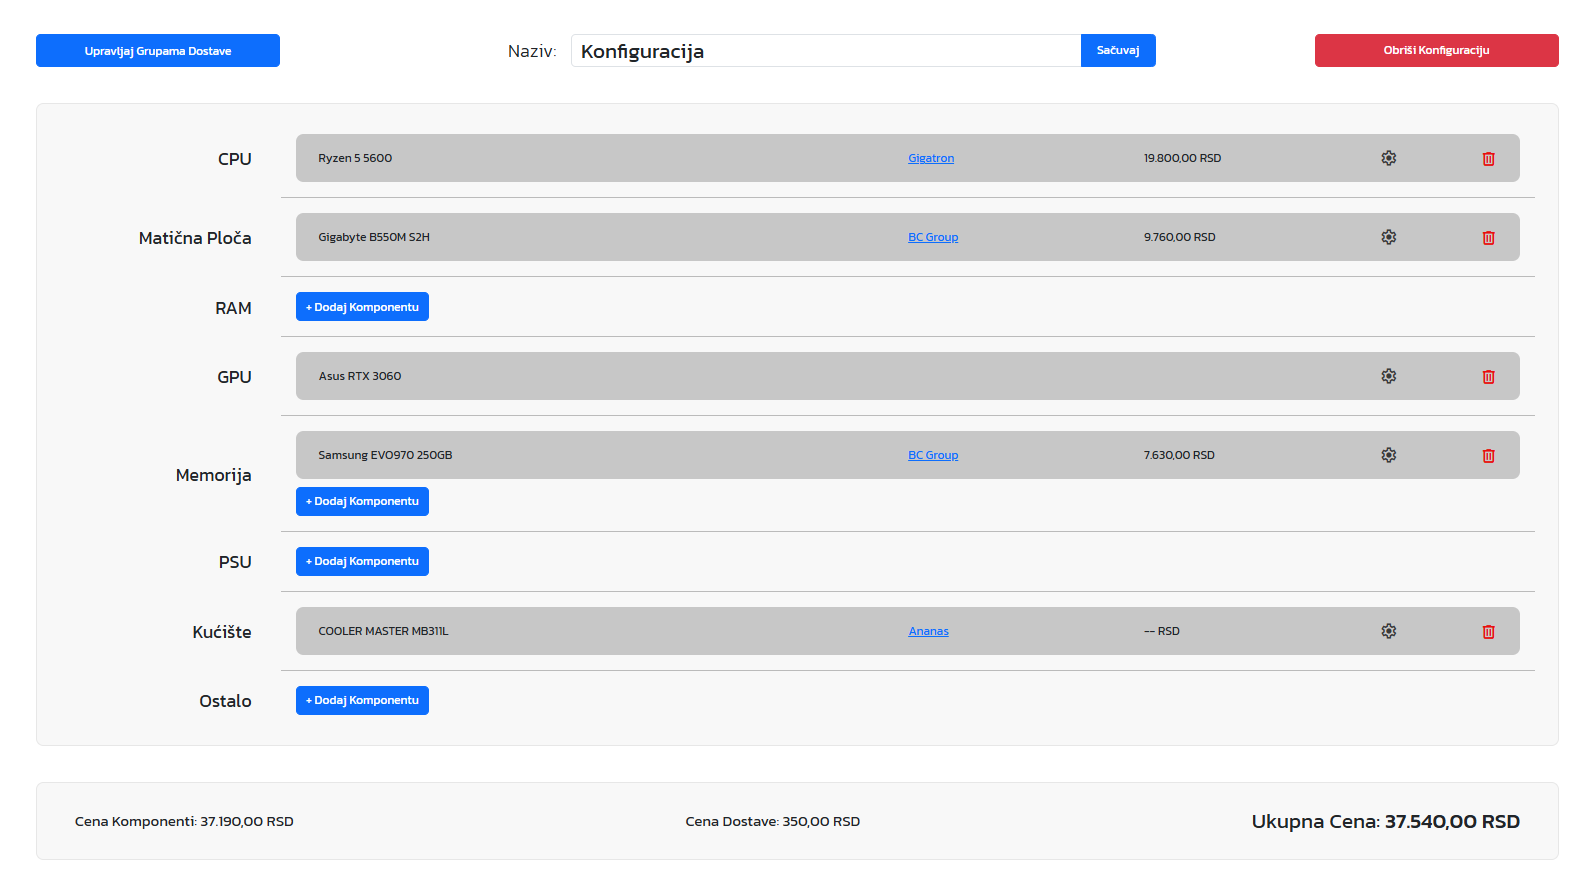 Upravljaj Grupama Dostave
Naziv: Konfiguracija Sačuvaj
Obriši Konfiguraciju
CPU
Ryzen 5 5600 Gigatron 19.800,00 RSD
Matična Ploča
Gigabyte B550M S2H BC Group 9.760,00 RSD
RAM
+ Dodaj Komponentu
GPU
Asus RTX 3060
Memorija
Samsung EVO970 250GB BC Group 7.630,00 RSD
+ Dodaj Komponentu
PSU
+ Dodaj Komponentu
Kućište
COOLER MASTER MB311L Ananas -- RSD
Ostalo
+ Dodaj Komponentu
Cena Komponenti: 37.190,00 RSD
Cena Dostave: 350,00 RSD
Ukupna Cena: 37.540,00 RSD